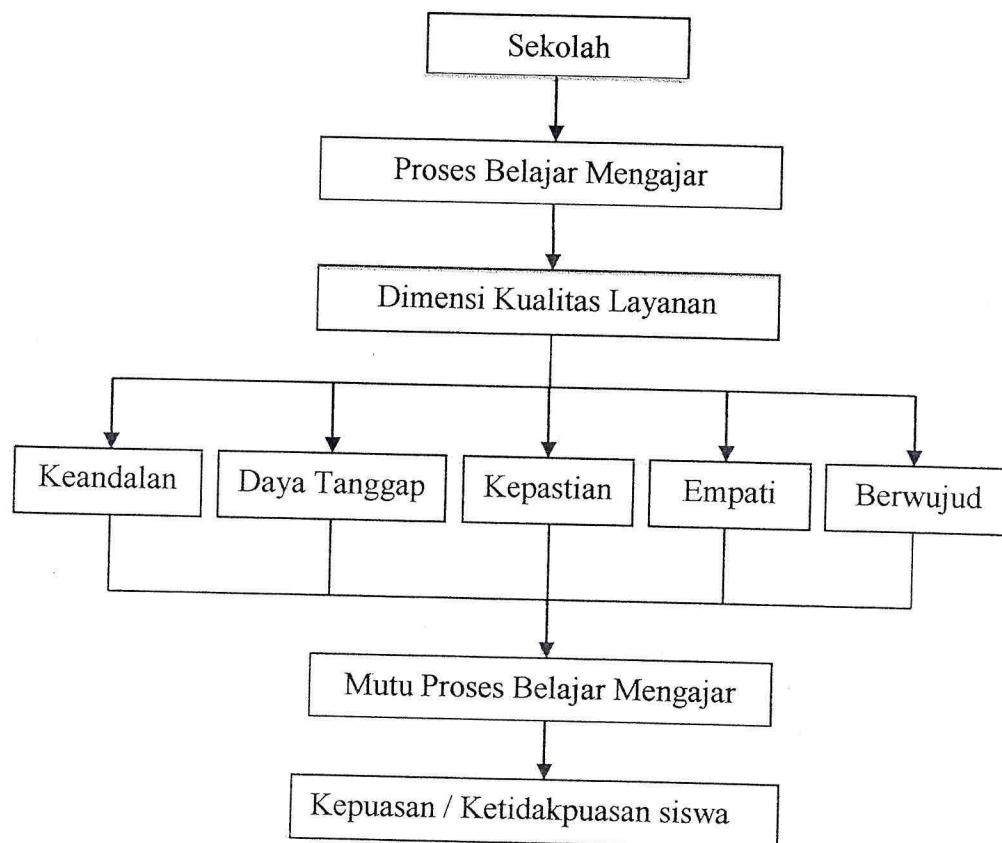 Sekolah
Proses Belajar Mengajar
Dimensi Kualitas Layanan
Keandalan
Daya Tanggap
Kepastian
Empati
Berwujud
Mutu Proses Belajar Mengajar
Kepuasan / Ketidakpuasan siswa